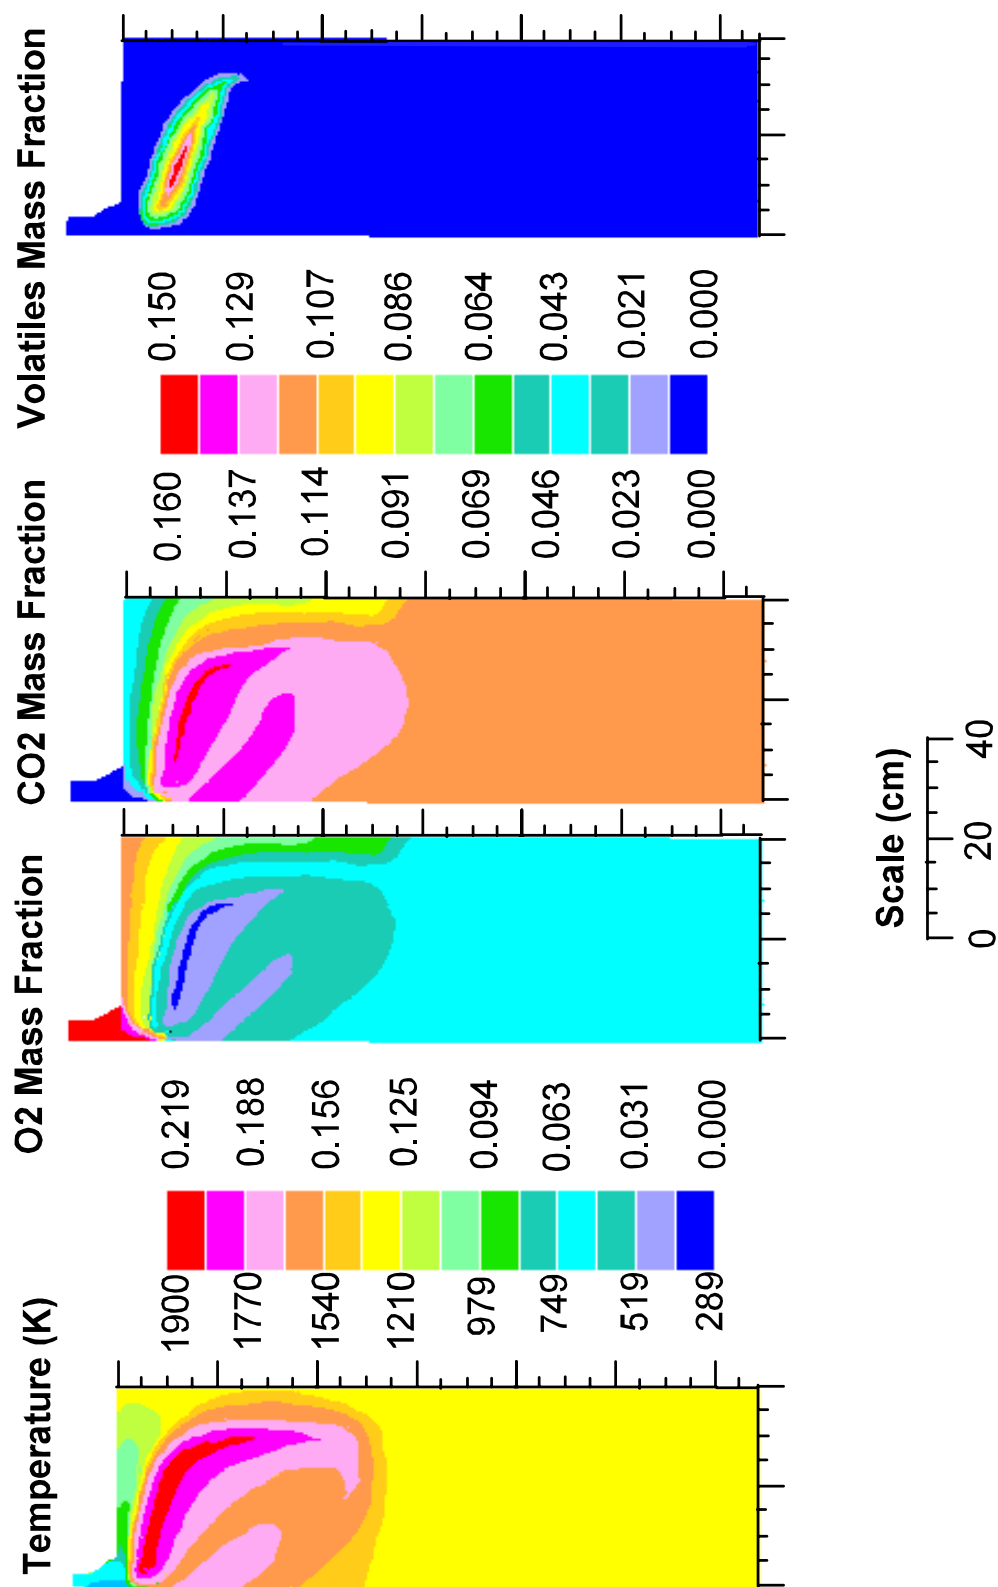 Temperature (K) O2 Mass Fraction CO2 Mass Fraction Volatiles Mass Fraction
1900 0.219 0.160 0.150
1770 0.188 0.137 0.129
1540 0.156 0.114 0.107
1210 0.125 0.091 0.086
979 0.094 0.069 0.064
749 0.063 0.046 0.043
519 0.031 0.023 0.021
289 0.000 0.000 0.000
Scale (cm)
0 20 40